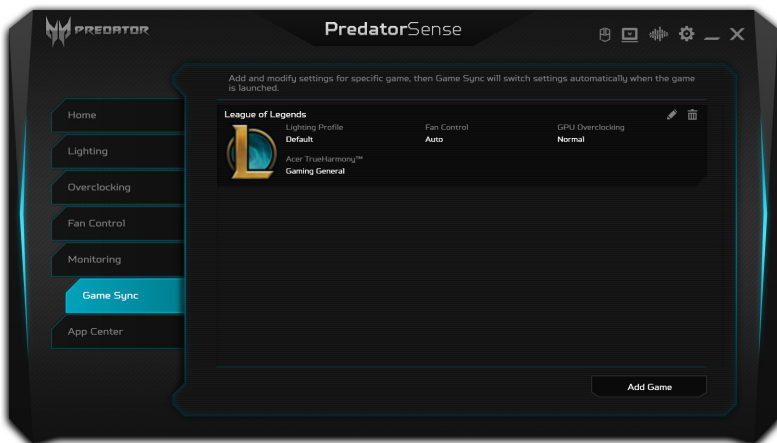 PREDATOR
PredatorSense
Add and modify settings for specific game, then Game Sync will switch settings automatically when the game
is launched.
Home
Lighting
Overclocking
Fan Control
Monitoring
Game Sync
App Center
League of Legends
Lighting Profile
Fan Control
GPU Overclocking
Default
Auto
Normal
Acer TrueHarmony™
Gaming General
Add Game